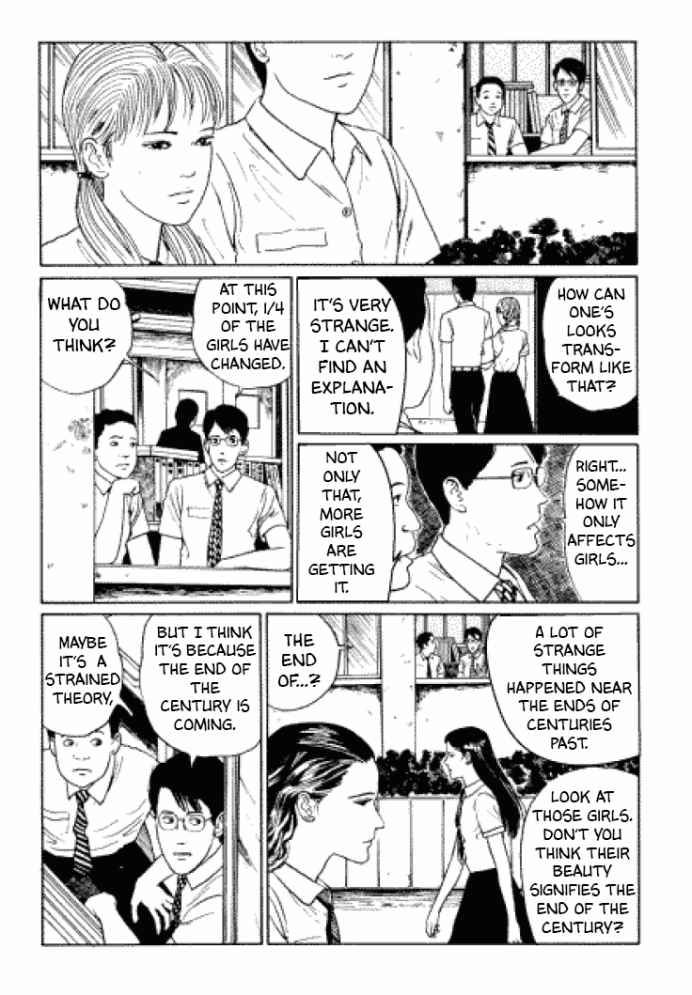 WHAT DO
YOU
THINK?
AT THIS
POINT, 1/4
OF THE
GIRLS HAVE
CHANGED.
IT'S VERY
STRANGE.
I CAN'T
FIND AN
EXPLANA-
TION.
HOW CAN
ONE'S
LOOKS
TRANS-
FORM LIKE
THAT?
NOT
ONLY
THAT,
MORE
GIRLS
ARE
GETTING
IT.
RIGHT...
SOME-
HOW IT
ONLY
AFFECTS
GIRLS...
MAYBE
IT'S A
STRAINED
THEORY,
BUT I THINK
IT'S BECAUSE
THE END OF
THE
CENTURY IS
COMING.
THE
END
OF...?
A LOT OF
STRANGE
THINGS
HAPPENED NEAR
THE ENDS OF
CENTURIES
PAST.
LOOK AT
THOSE GIRLS.
DON'T YOU
THINK THEIR
BEAUTY
SIGNIFIES THE
END OF THE
CENTURY?